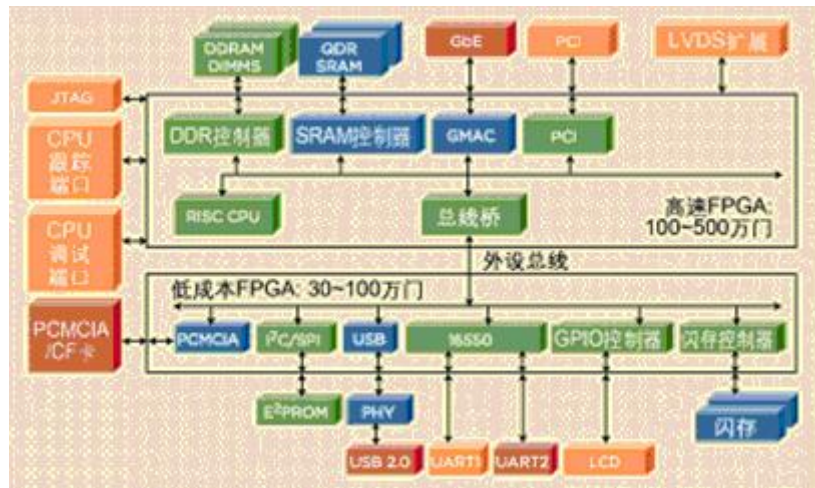 DDRAM
DIMMS
QDR
SRAM
GbE
PCI
LVDS扩展
JTAG
CPU
跟踪
端口
DDR控制器
SRAM控制器
GMAC
PCI
RISC CPU
总线桥
高速FPGA:
100~500万门
CPU
调试
端口
外设总线
低成本FPGA: 30~100万门
PCMCIA
/CF卡
PCMCIA
I²C/SPI
USB
16550
GPIO控制器
闪存控制器
E²PROM
PHY
闪存
USB 2.0
UART1
UART2
LCD